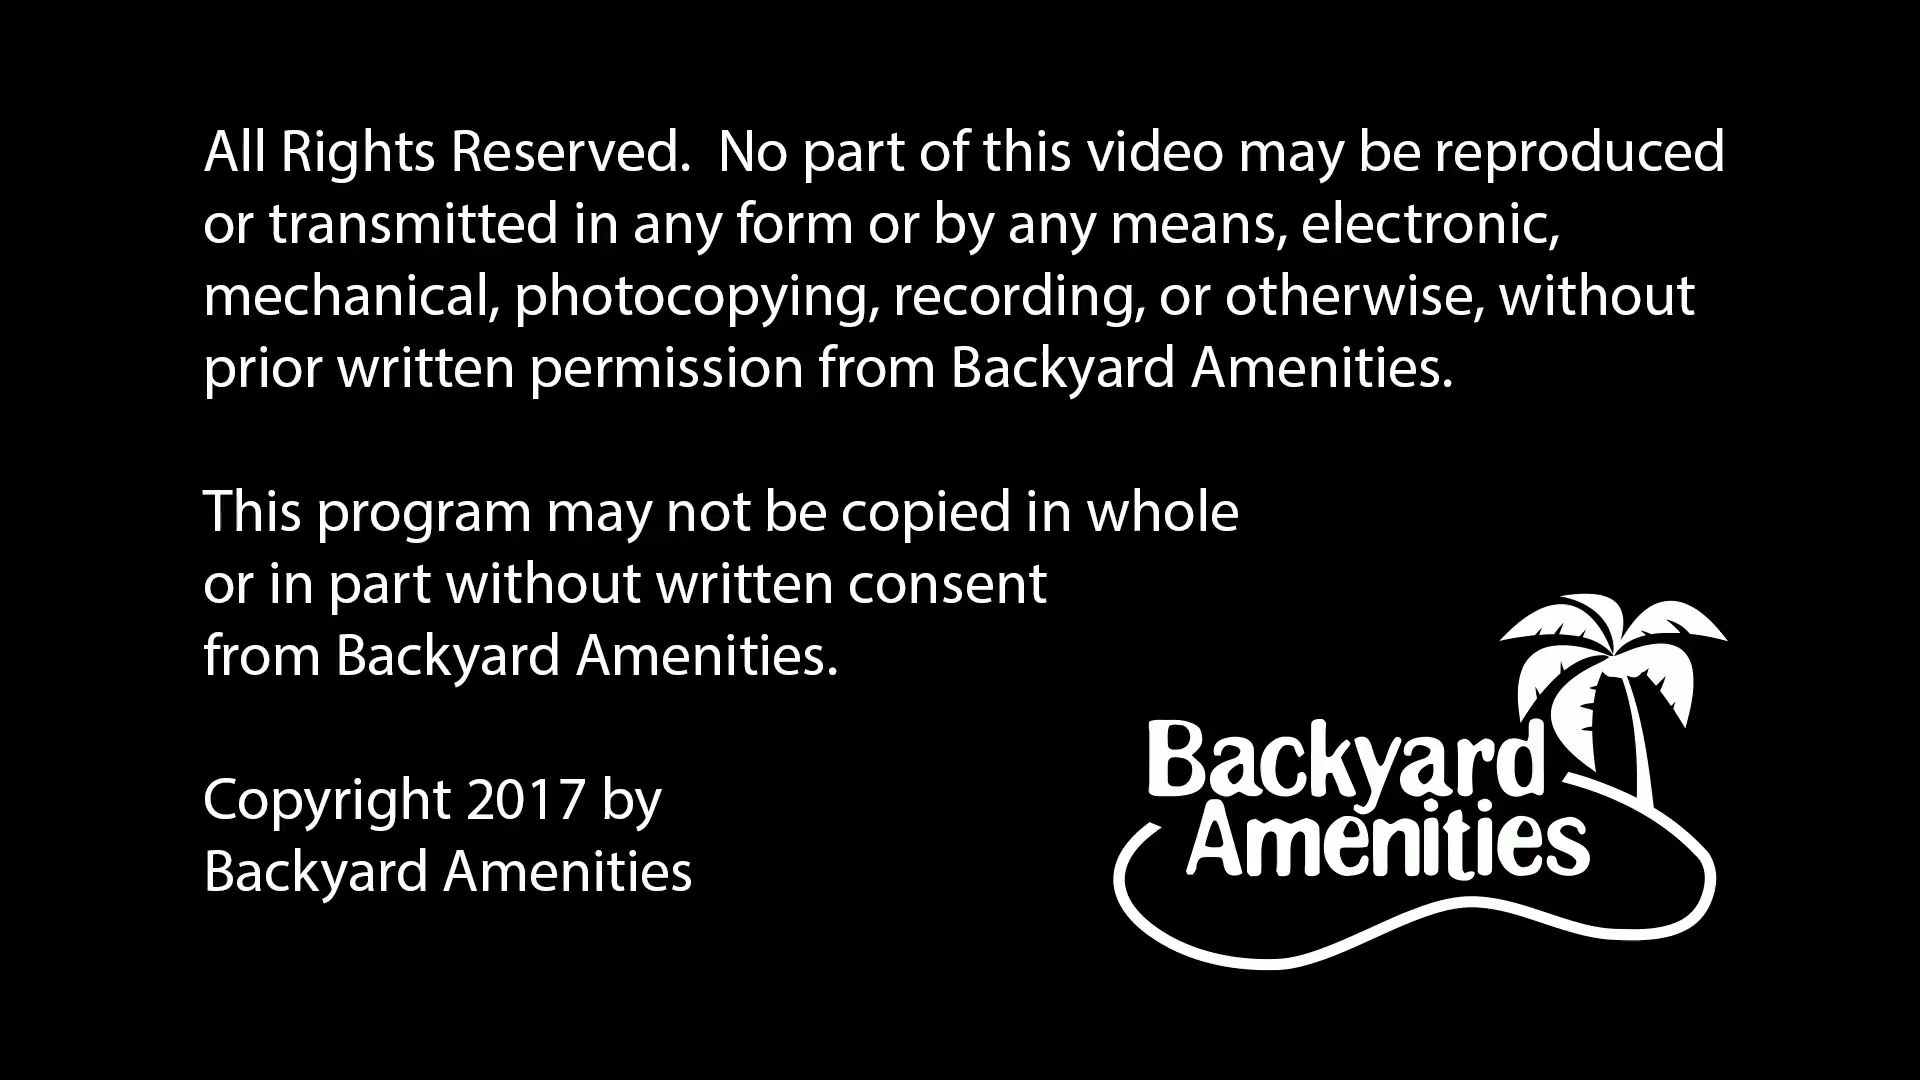 All Rights Reserved.  No part of this video may be reproduced
or transmitted in any form or by any means, electronic,
mechanical, photocopying, recording, or otherwise, without
prior written permission from Backyard Amenities.
This program may not be copied in whole
or in part without written consent
from Backyard Amenities.
Copyright 2017 by
Backyard Amenities
Backyard
Amenities